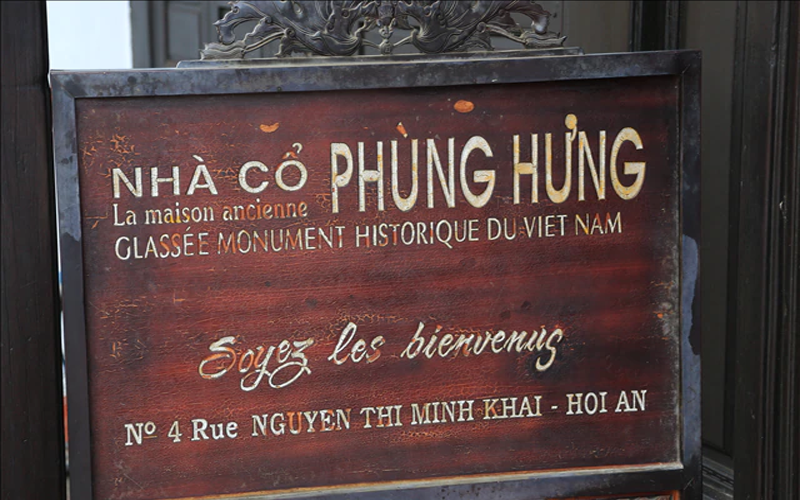 NHÀ CỔ PHÙNG HƯNG
La maison ancienne
GLASSÉE MONUMENT HISTORIQUE DU VIET NAM
Soyez les bienvenus
Nº 4 Rue NGUYEN THI MINH KHAI - HOI AN